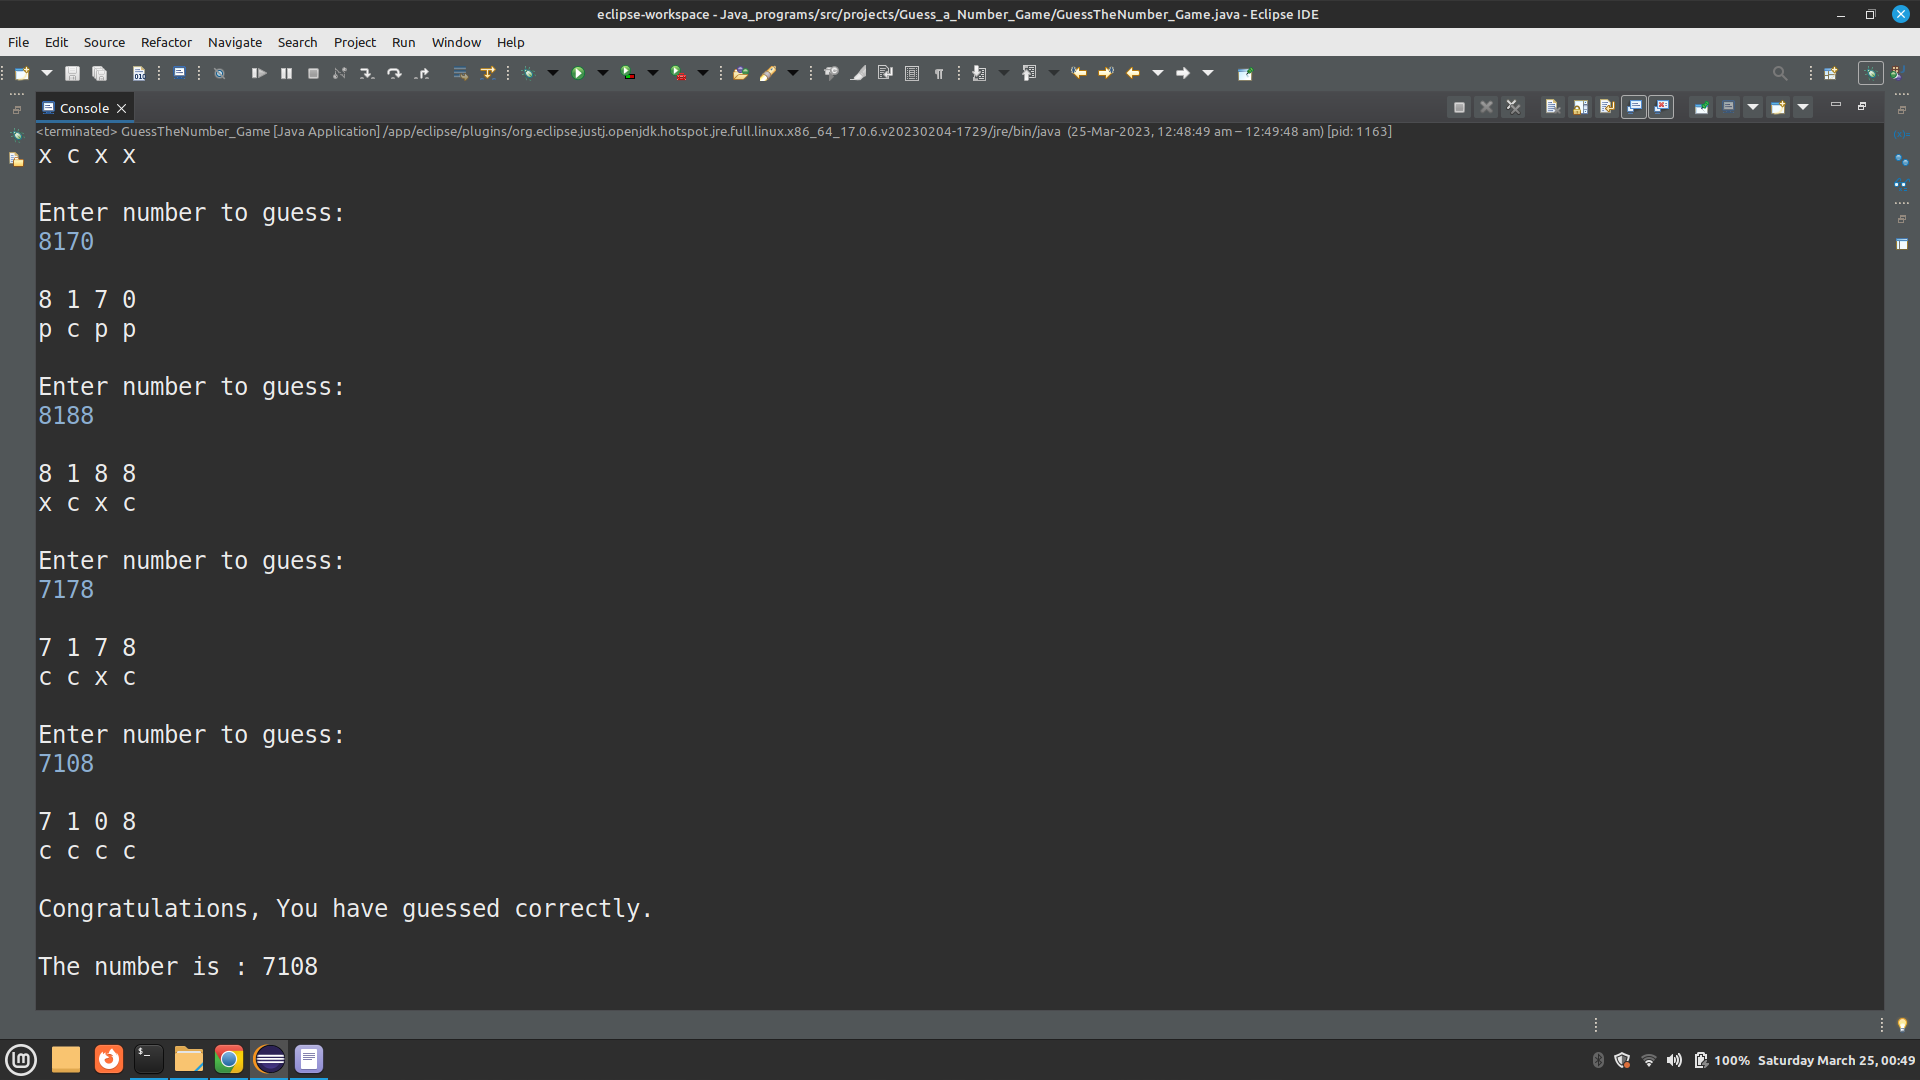 eclipse-workspace - Java_programs/src/projects/Guess_a_Number_Game/GuessTheNumber_Game.java - Eclipse IDE
File Edit Source Refactor Navigate Search Project Run Window Help
Console
<terminated> GuessTheNumber_Game [Java Application] /app/eclipse/plugins/org.eclipse.justj.openjdk.hotspot.jre.full.linux.x86_64_17.0.6.v20230204-1729/jre/bin/java (25-Mar-2023, 12:48:49 am – 12:49:48 am) [pid: 1163]
x c x x
Enter number to guess:
8170
8 1 7 0
p c p p
Enter number to guess:
8188
8 1 8 8
x c x c
Enter number to guess:
7178
7 1 7 8
c c x c
Enter number to guess:
7108
7 1 0 8
c c c c
Congratulations, You have guessed correctly.
The number is : 7108
100% Saturday March 25, 00:49